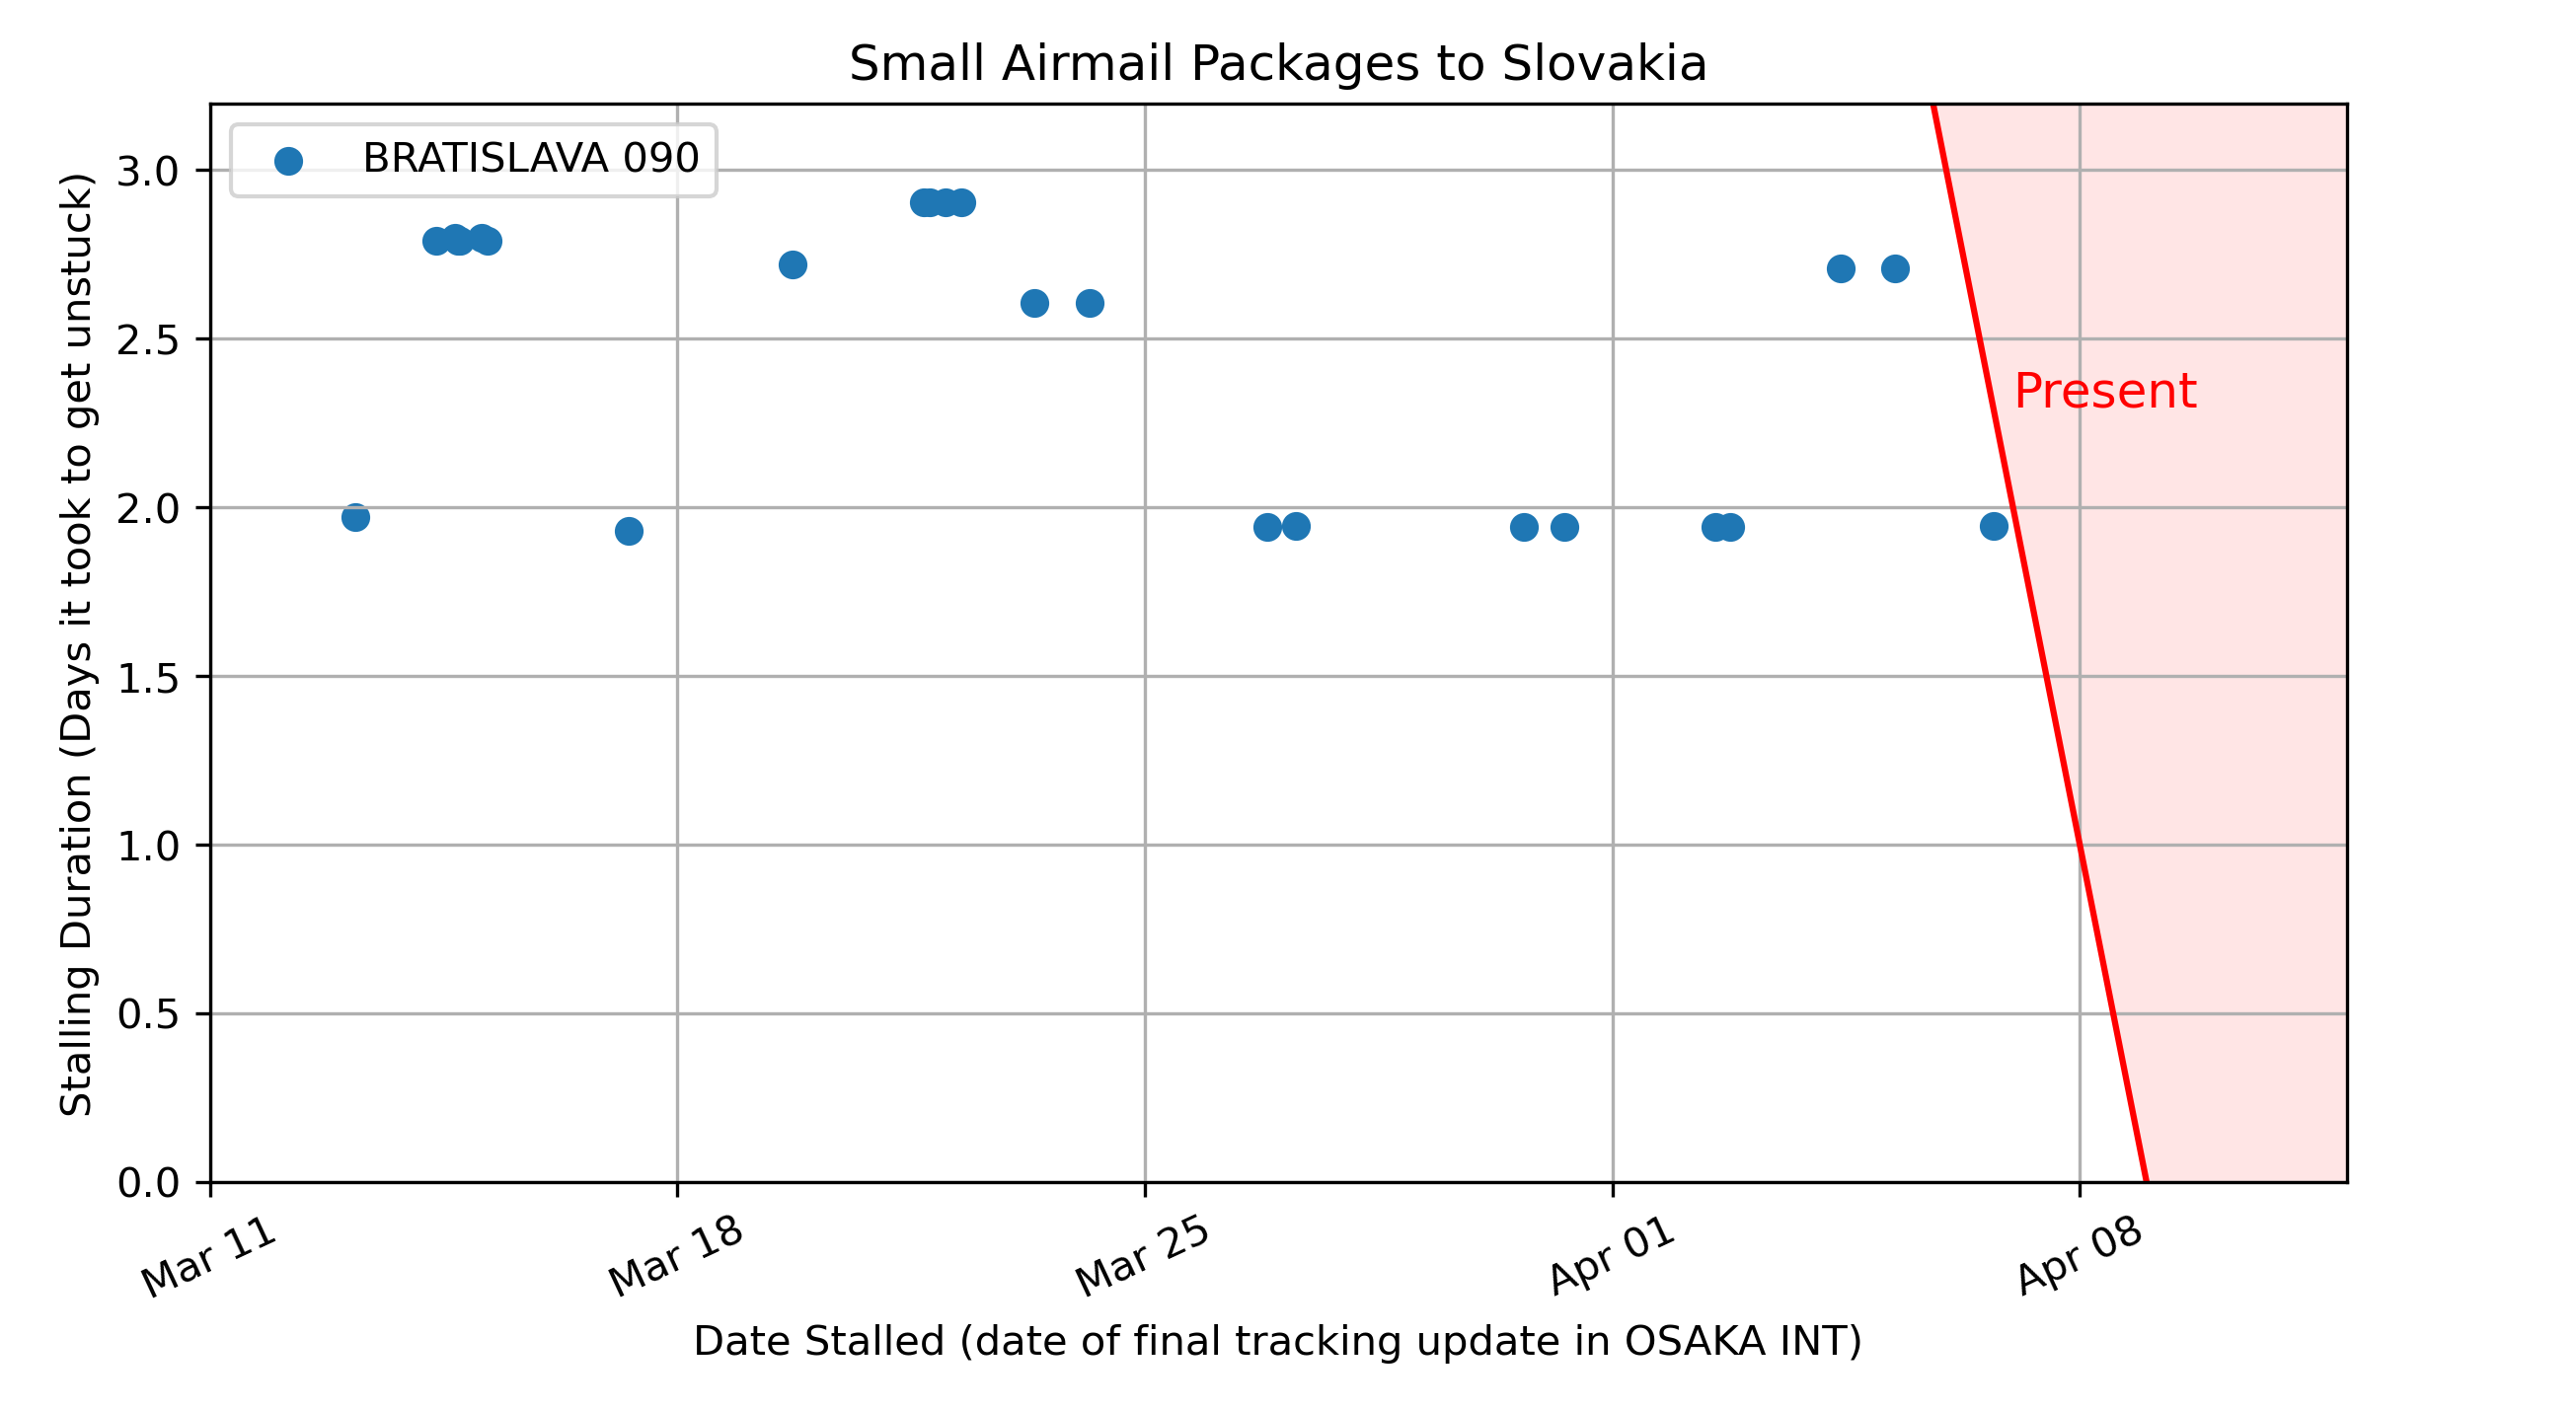 Small Airmail Packages to Slovakia
BRATISLAVA 090
Stalling Duration (Days it took to get unstuck)
3.0
2.5
2.0
1.5
1.0
0.5
0.0
Present
Mar 11
Mar 18
Mar 25
Apr 01
Apr 08
Date Stalled (date of final tracking update in OSAKA INT)